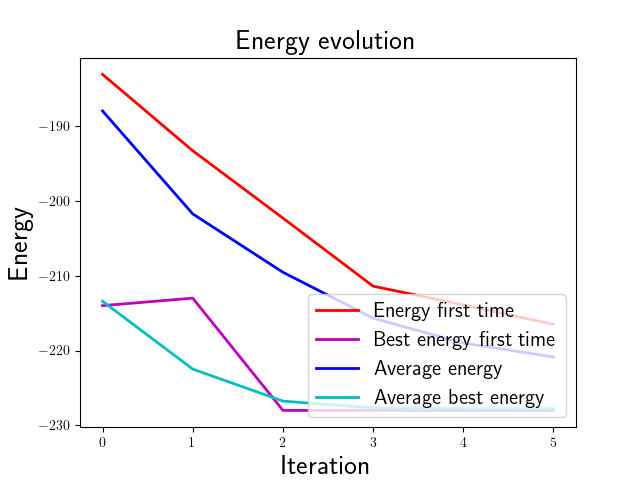 Energy evolution
Energy
−190
−200
−210
−220
−230
Energy first time
Best energy first time
Average energy
Average best energy
0 1 2 3 4 5
Iteration